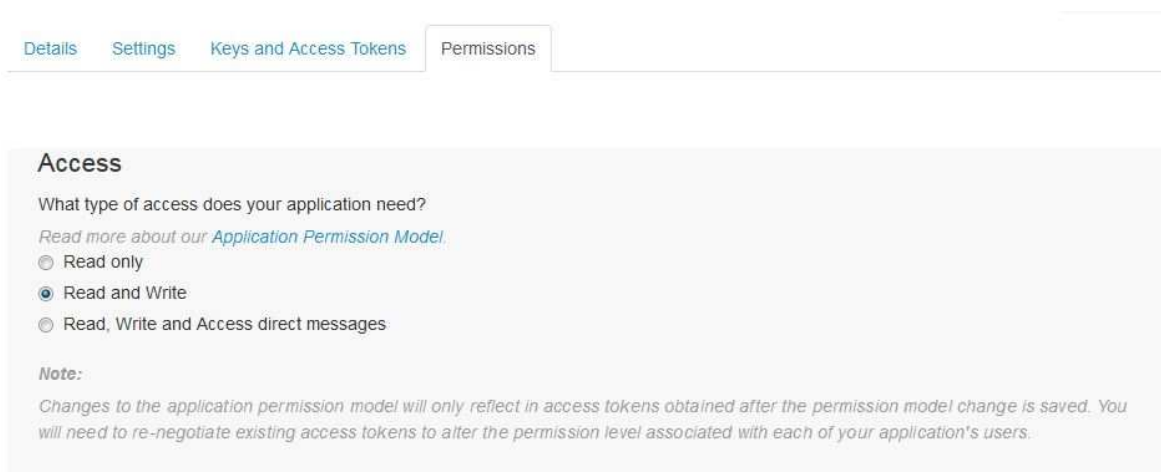 Details Settings Keys and Access Tokens Permissions
Access
What type of access does your application need?
Read more about our Application Permission Model.
Read only
Read and Write
Read, Write and Access direct messages
Note:
Changes to the application permission model will only reflect in access tokens obtained after the permission model change is saved. You
will need to re-negotiate existing access tokens to alter the permission level associated with each of your application's users.